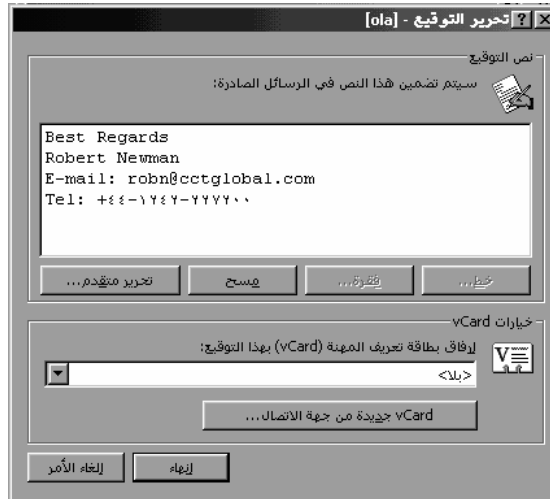 تحرير التوقيع - [ola]
نص التوقيع
سيتم تضمين هذا النص في الرسائل الصادرة:
Best Regards
Robert Newman
E-mail: robn@cctglobal.com
Tel: +٤٤-١٧٤٧-٧٧٧٢٠٠
خط...
فقرة...
مسح
تحرير متقدم...
خيارات vCard
إرفاق بطاقة تعريف المهنة (vCard) بهذا التوقيع:
<بلا>
vCard جديدة من جهة الاتصال...
إنهاء
إلغاء الأمر